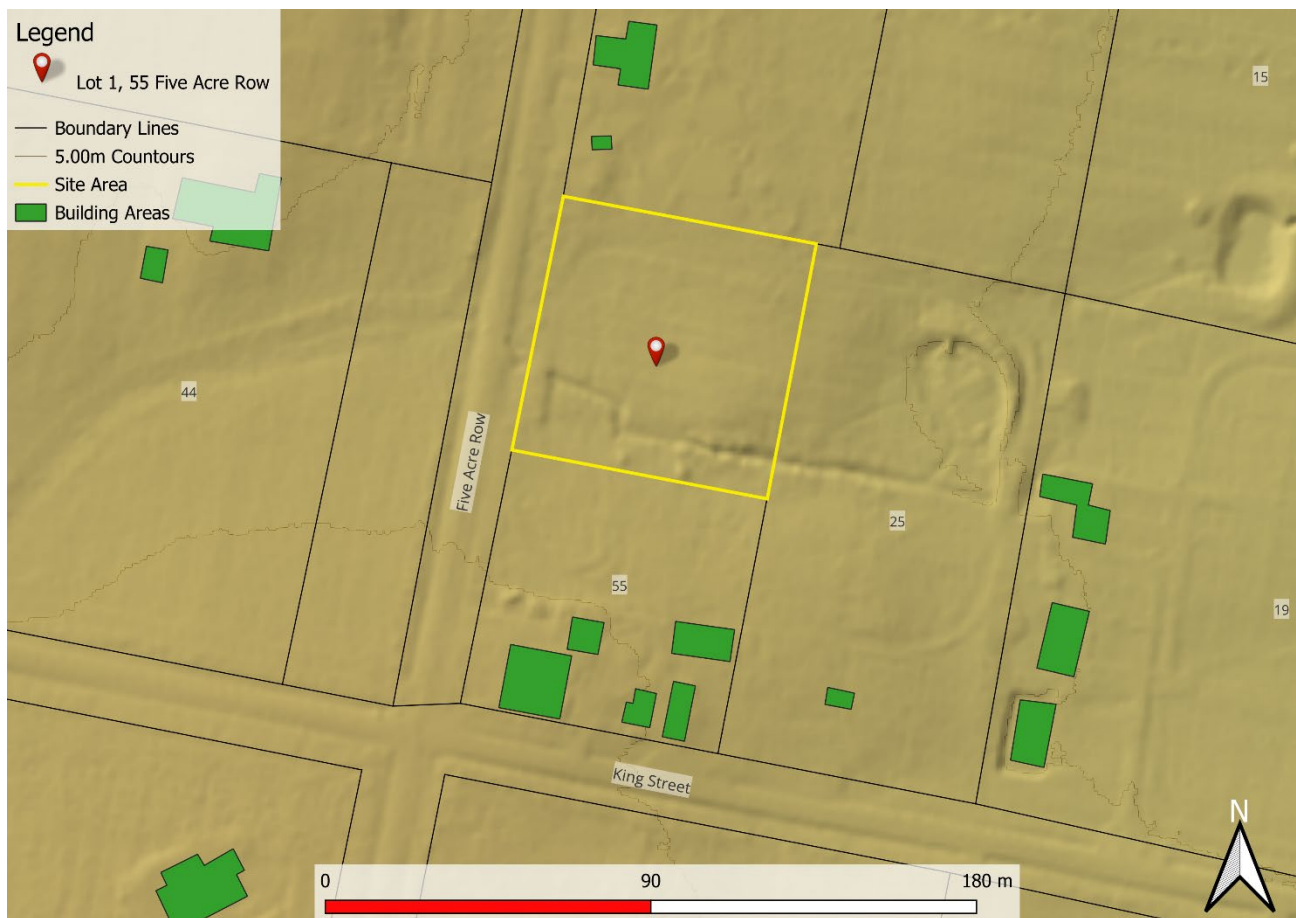 Legend
Lot 1, 55 Five Acre Row
Boundary Lines
5.00m Countours
Site Area
Building Areas
15
44
Five Acre Row
25
55
19
King Street
N
0 90 180 m